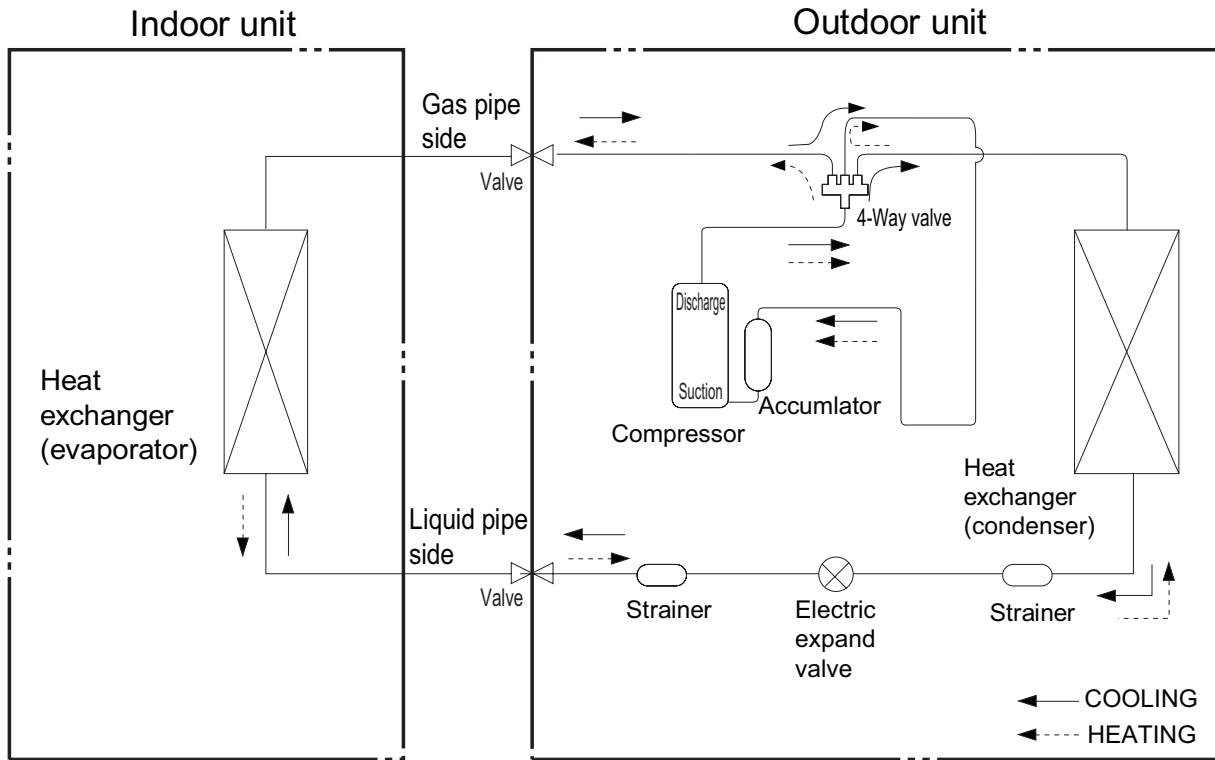 Indoor unit
Outdoor unit
Gas pipe
side
Valve
4-Way valve
Discharge
Suction
Accumlator
Compressor
Heat
exchanger
(evaporator)
Heat
exchanger
(condenser)
Liquid pipe
side
Valve
Strainer
Electric
expand
valve
Strainer
COOLING
HEATING